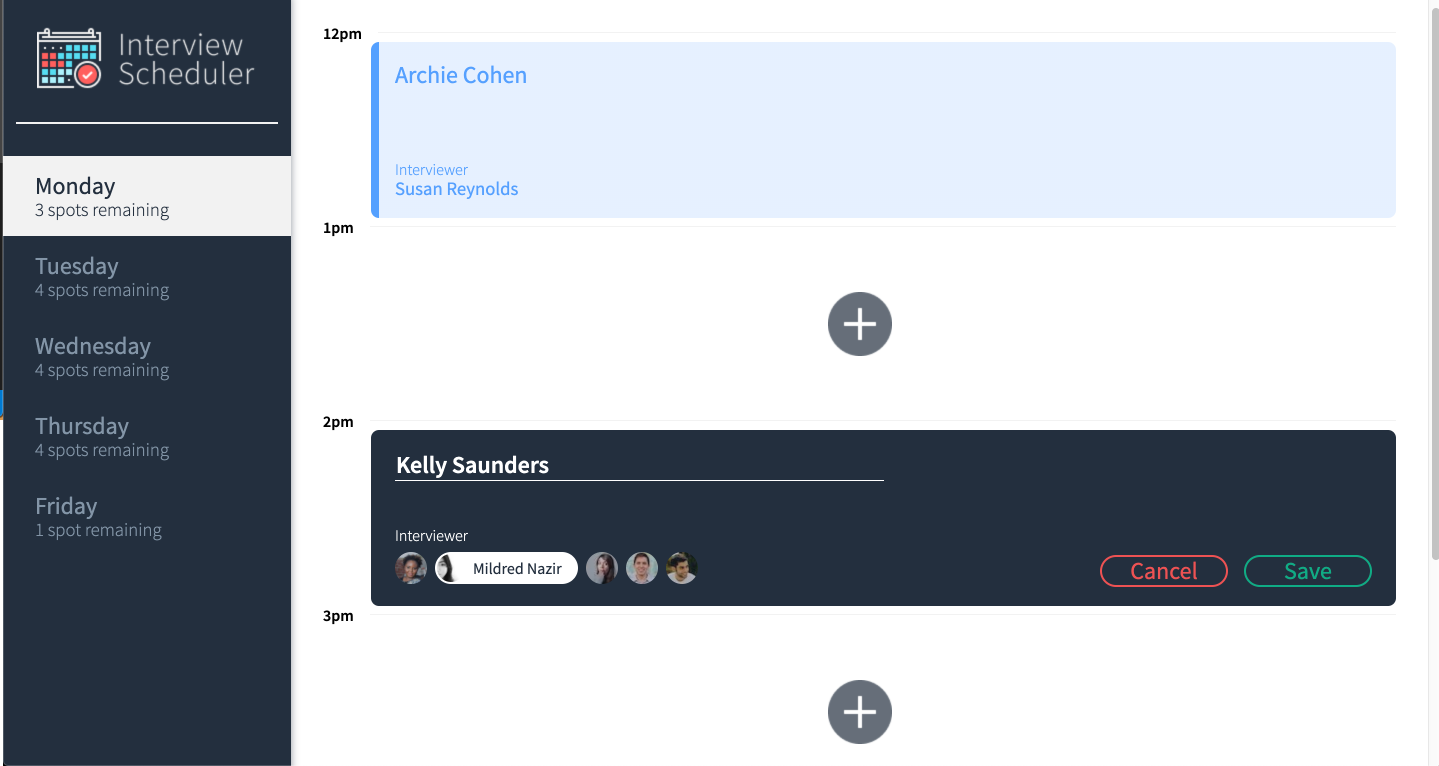 Interview
Scheduler
Monday
3 spots remaining
Tuesday
4 spots remaining
Wednesday
4 spots remaining
Thursday
4 spots remaining
Friday
1 spot remaining
12pm
Archie Cohen
Interviewer
Susan Reynolds
1pm
2pm
Kelly Saunders
Interviewer
Mildred Nazir
Cancel
Save
3pm